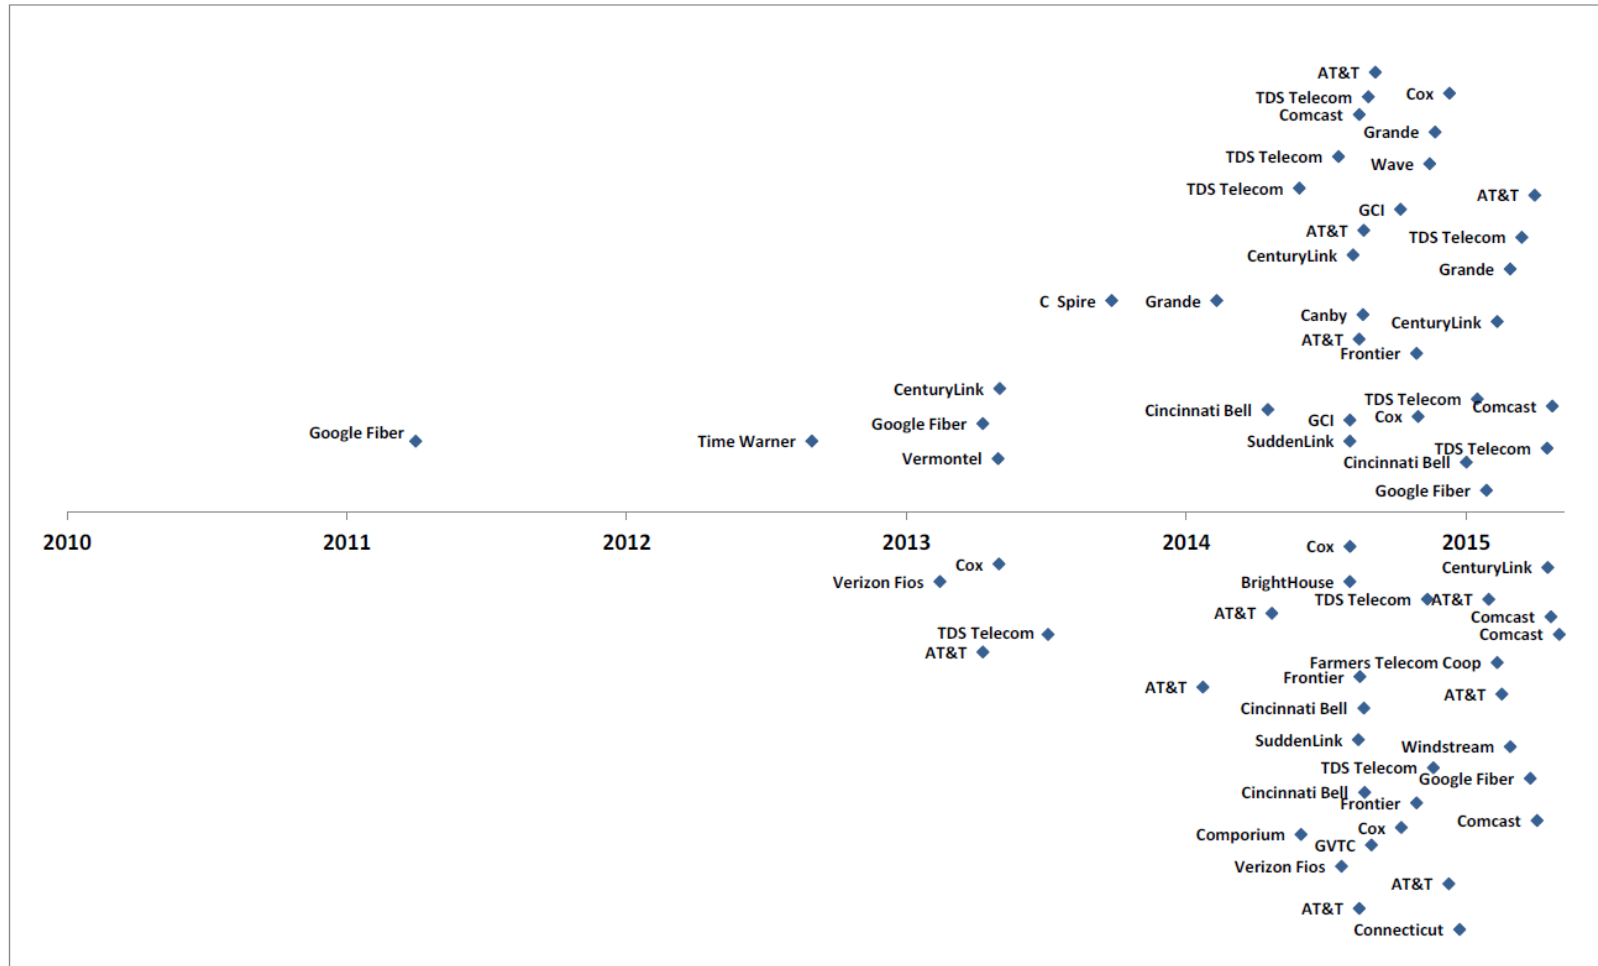 AT&T
Cox
TDS Telecom
Comcast
Grande
TDS Telecom
Wave
TDS Telecom
AT&T
GCI
AT&T
TDS Telecom
CenturyLink
Grande
C Spire
Grande
Canby
CenturyLink
AT&T
Frontier
CenturyLink
TDS Telecom
Comcast
Cincinnati Bell
Cox
GCI
Google Fiber
Google Fiber
Time Warner
SuddenLink
TDS Telecom
Vermontel
Cincinnati Bell
Google Fiber
2010 2011 2012 2013 2014 2015
Cox
Cox
CenturyLink
Verizon Fios
BrightHouse
TDS Telecom
AT&T
AT&T
Comcast
TDS Telecom
Comcast
AT&T
Farmers Telecom Coop
Frontier
AT&T
AT&T
Cincinnati Bell
SuddenLink
Windstream
TDS Telecom
Google Fiber
Cincinnati Bell
Frontier
Comcast
Cox
Comporium
GVTC
Verizon Fios
AT&T
AT&T
Connecticut